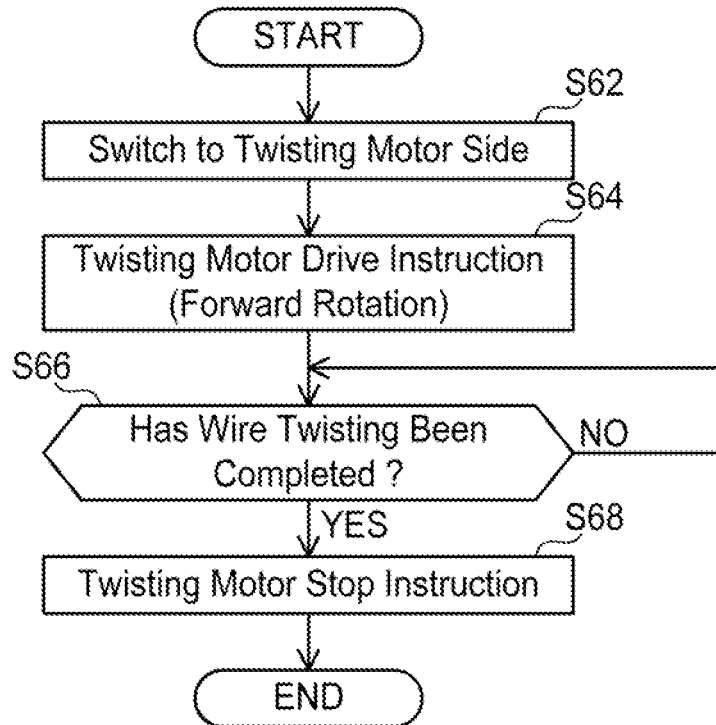 START
S62
Switch to Twisting Motor Side
S64
Twisting Motor Drive Instruction
(Forward Rotation)
S66
Has Wire Twisting Been
Completed ?
NO
YES
S68
Twisting Motor Stop Instruction
END